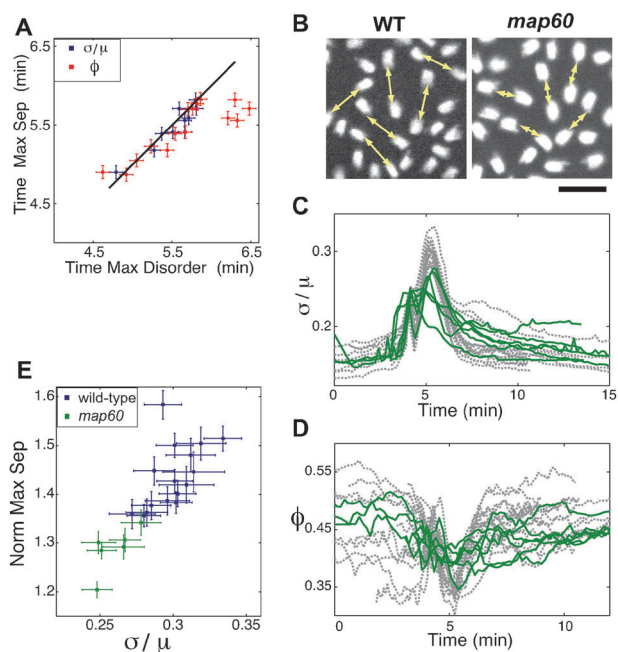 A
6.5
5.5
4.5
Time Max Sep (min)
σ/μ
ϕ
4.5 5.5 6.5
Time Max Disorder (min)
B
WT map60
C
0.3
0.2
σ/μ
0 5 10 15
Time (min)
E
wild-type
map60
1.6
1.5
1.4
1.3
1.2
Norm Max Sep
0.25 0.3 0.35
σ/μ
D
0.55
0.45
0.35
ϕ
0 5 10
Time (min)